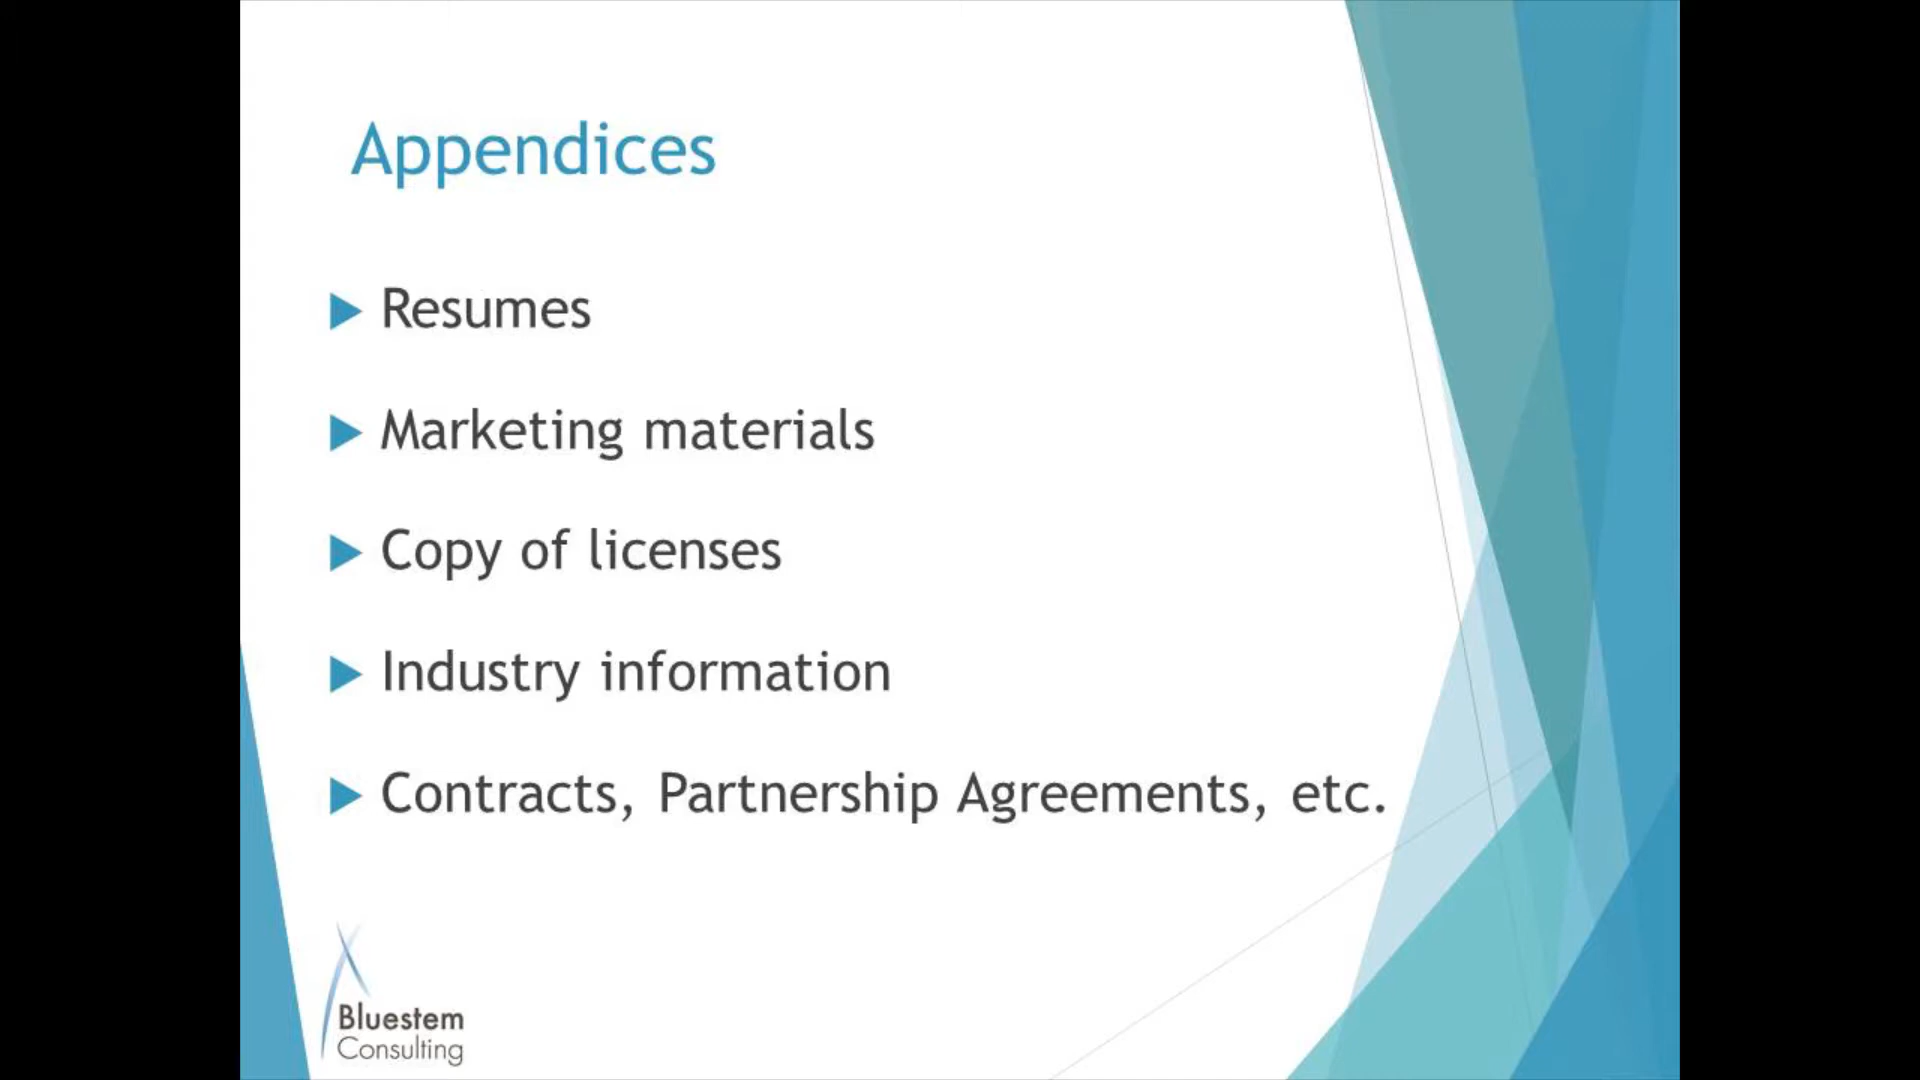 Appendices
Resumes
Marketing materials
Copy of licenses
Industry information
Contracts, Partnership Agreements, etc.
Bluestem
Consulting